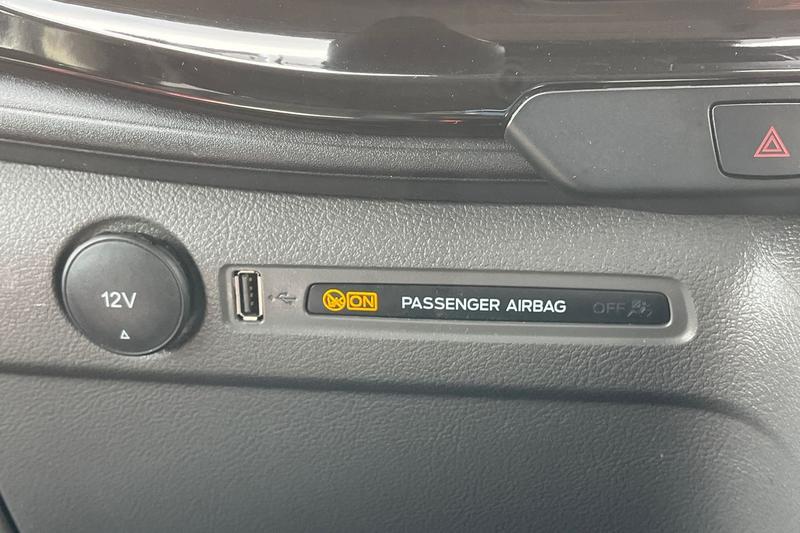 12V
ON PASSENGER AIRBAG OFF